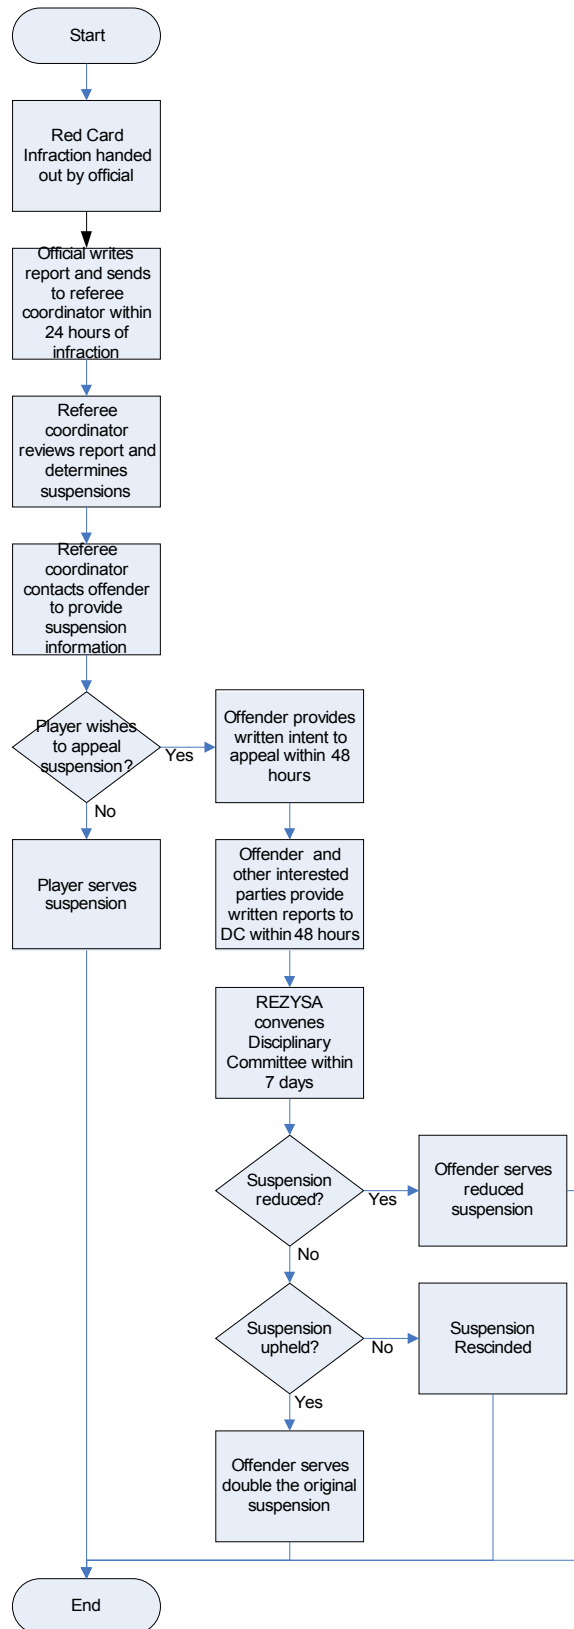 Start
Red Card
Infraction handed
out by official
Official writes
report and sends
to referee
coordinator within
24 hours of
infraction
Referee
coordinator
reviews report and
determines
suspensions
Referee
coordinator
contacts offender
to provide
suspension
information
Player wishes
to appeal
suspension?
Yes
No
Offender provides
written intent to
appeal within 48
hours
Player serves
suspension
Offender and
other interested
parties provide
written reports to
DC within 48 hours
REZYSA
convenes
Disciplinary
Committee within
7 days
Suspension
reduced?
Yes
No
Offender serves
reduced
suspension
Suspension
upheld?
No
Yes
Suspension
Rescinded
Offender serves
double the original
suspension
End